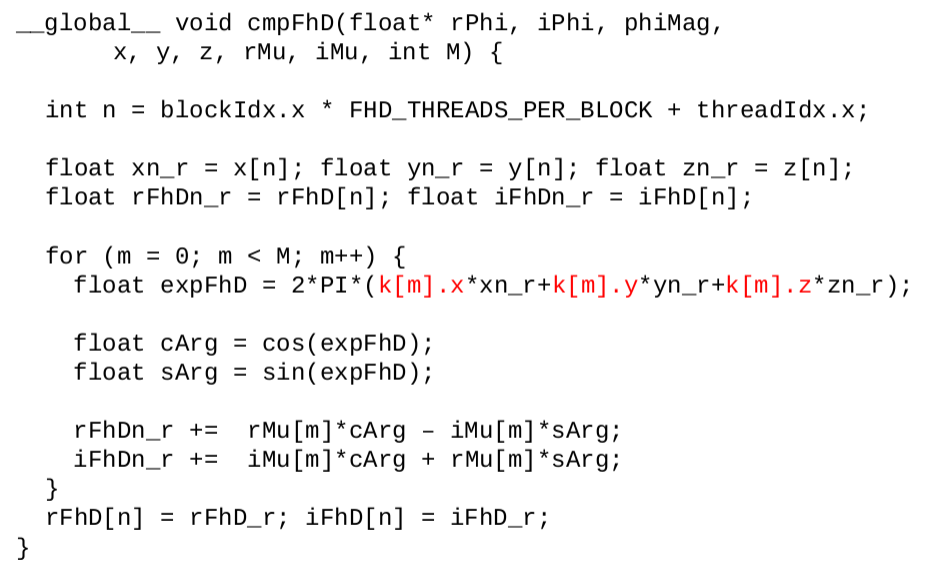 __global__ void cmpFhD(float* rPhi, iPhi, phiMag,
x, y, z, rMu, iMu, int M) {
int n = blockIdx.x * FHD_THREADS_PER_BLOCK + threadIdx.x;
float xn_r = x[n]; float yn_r = y[n]; float zn_r = z[n];
float rFhDn_r = rFhD[n]; float iFhDn_r = iFhD[n];
for (m = 0; m < M; m++) {
float expFhD = 2*PI*(k[m].x*xn_r+k[m].y*yn_r+k[m].z*zn_r);
float cArg = cos(expFhD);
float sArg = sin(expFhD);
rFhDn_r += rMu[m]*cArg – iMu[m]*sArg;
iFhDn_r += iMu[m]*cArg + rMu[m]*sArg;
}
rFhD[n] = rFhD_r; iFhD[n] = iFhD_r;
}